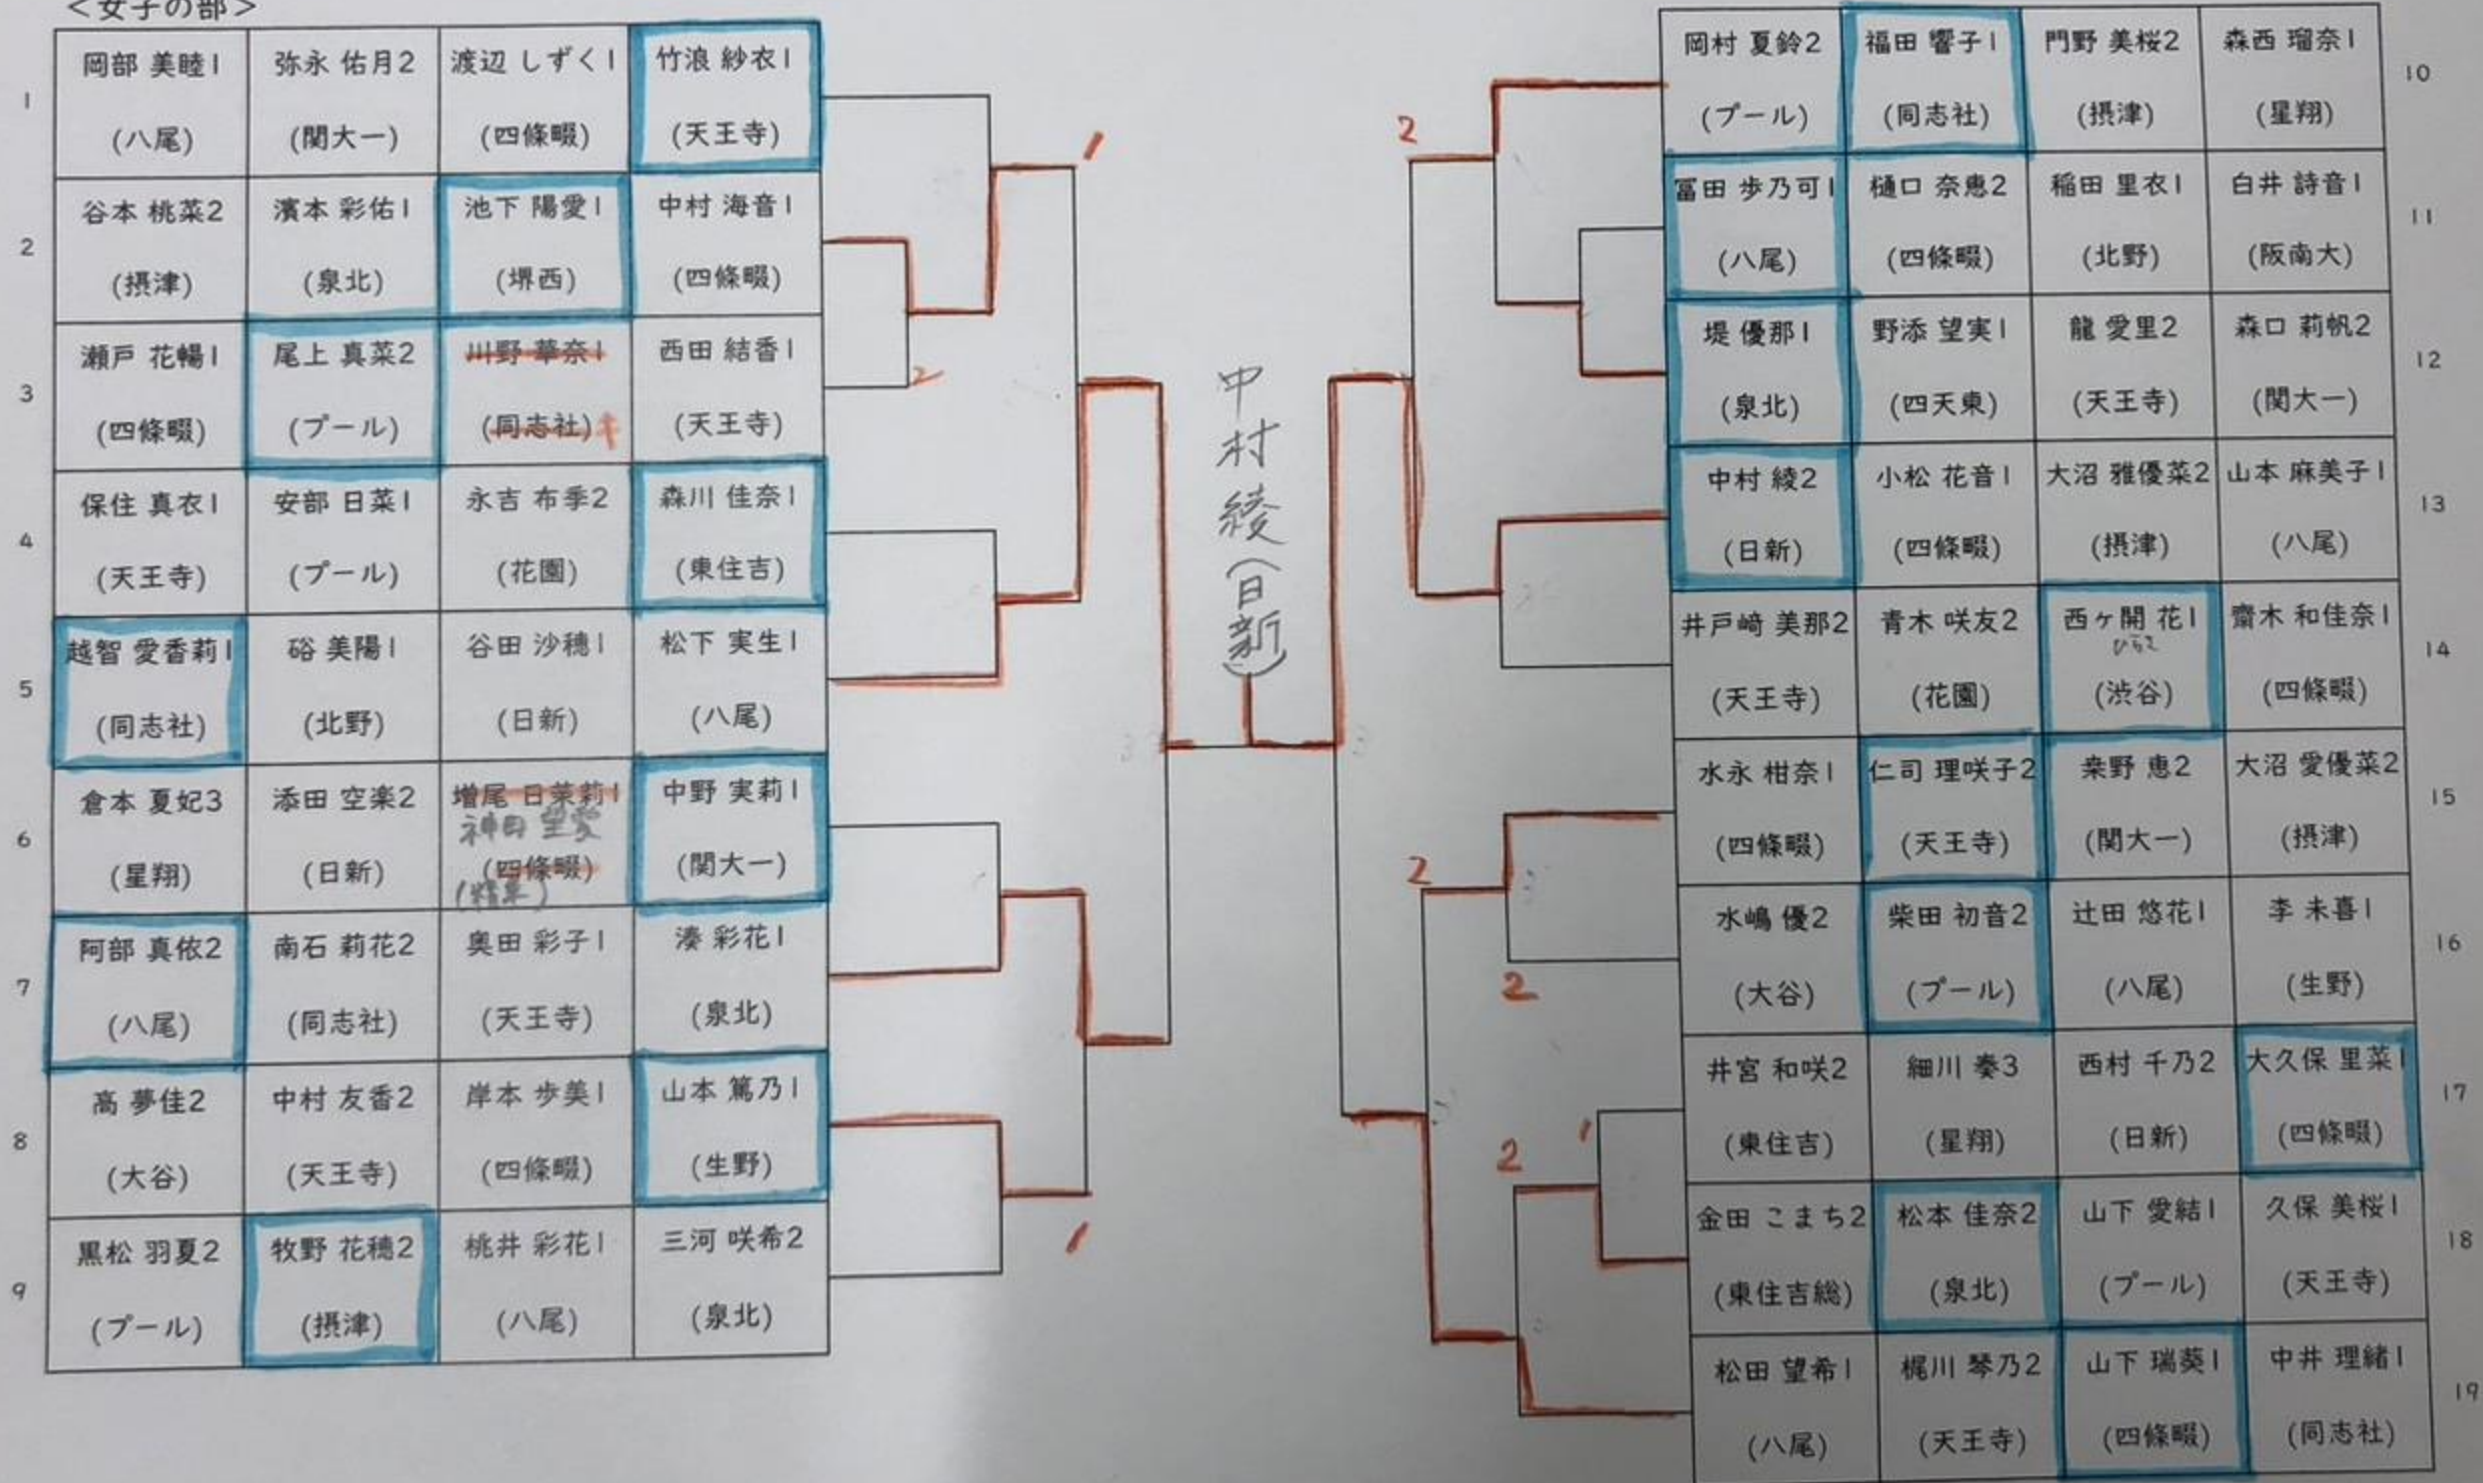 <女子の部>
1
岡部 美睦1 弥永 佑月2 渡辺 しずく1 竹浪 紗衣1
(八尾) (関大一) (四條畷) (天王寺)
2
谷本 桃菜2 濱本 彩佑1 池下 陽愛1 中村 海音1
(摂津) (泉北) (堺西) (四條畷)
3
瀬戸 花暢1 尾上 真菜2 川野 華奈1 西田 結香1
(四條畷) (プール) (同志社) (天王寺)
4
保住 真衣1 安部 日菜1 永吉 布季2 森川 佳奈1
(天王寺) (プール) (花園) (東住吉)
5
越智 愛香莉1 硲 美陽1 谷田 沙穂1 松下 実生1
(同志社) (北野) (日新) (八尾)
6
倉本 夏妃3 添田 空楽2 増尾 日茉莉1 中野 実莉1
神田 望愛
(星翔) (日新) (四條畷) (関大一)
7
阿部 真依2 南石 莉花2 奥田 彩子1 湊 彩花1
(八尾) (同志社) (天王寺) (泉北)
8
高 夢佳2 中村 友香2 岸本 歩美1 山本 篤乃1
(大谷) (天王寺) (四條畷) (生野)
9
黒松 羽夏2 牧野 花穂2 桃井 彩花1 三河 咲希2
(プール) (摂津) (八尾) (泉北)
1
2
1
中村綾(日新)
2
2
2
2
1
岡村 夏鈴2 福田 響子1 門野 美桜2 森西 瑠奈1
(プール) (同志社) (摂津) (星翔)
10
冨田 歩乃可1 樋口 奈恵2 稲田 里衣1 白井 詩音1
(八尾) (四條畷) (北野) (阪南大)
11
堤 優那1 野添 望実1 龍 愛里2 森口 莉帆2
(泉北) (四天東) (天王寺) (関大一)
12
中村 綾2 小松 花音1 大沼 雅優菜2 山本 麻美子1
(日新) (四條畷) (摂津) (八尾)
13
井戸崎 美那2 青木 咲友2 西ヶ開 花1 齋木 和佳奈1
(天王寺) (花園) (渋谷) (四條畷)
14
水永 柑奈1 仁司 理咲子2 桒野 恵2 大沼 愛優菜2
(四條畷) (天王寺) (関大一) (摂津)
15
水嶋 優2 柴田 初音2 辻田 悠花1 李 未喜1
(大谷) (プール) (八尾) (生野)
16
井宮 和咲2 細川 奏3 西村 千乃2 大久保 里菜1
(東住吉) (星翔) (日新) (四條畷)
17
金田 こまち2 松本 佳奈2 山下 愛結1 久保 美桜1
(東住吉総) (泉北) (プール) (天王寺)
18
松田 望希1 梶川 琴乃2 山下 瑞葵1 中井 理緒1
(八尾) (天王寺) (四條畷) (同志社)
19